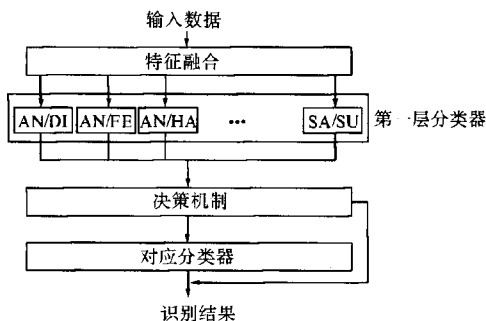 输入数据
特征融合
AN/DI AN/FE AN/HA ··· SA/SU 第一层分类器
决策机制
对应分类器
识别结果